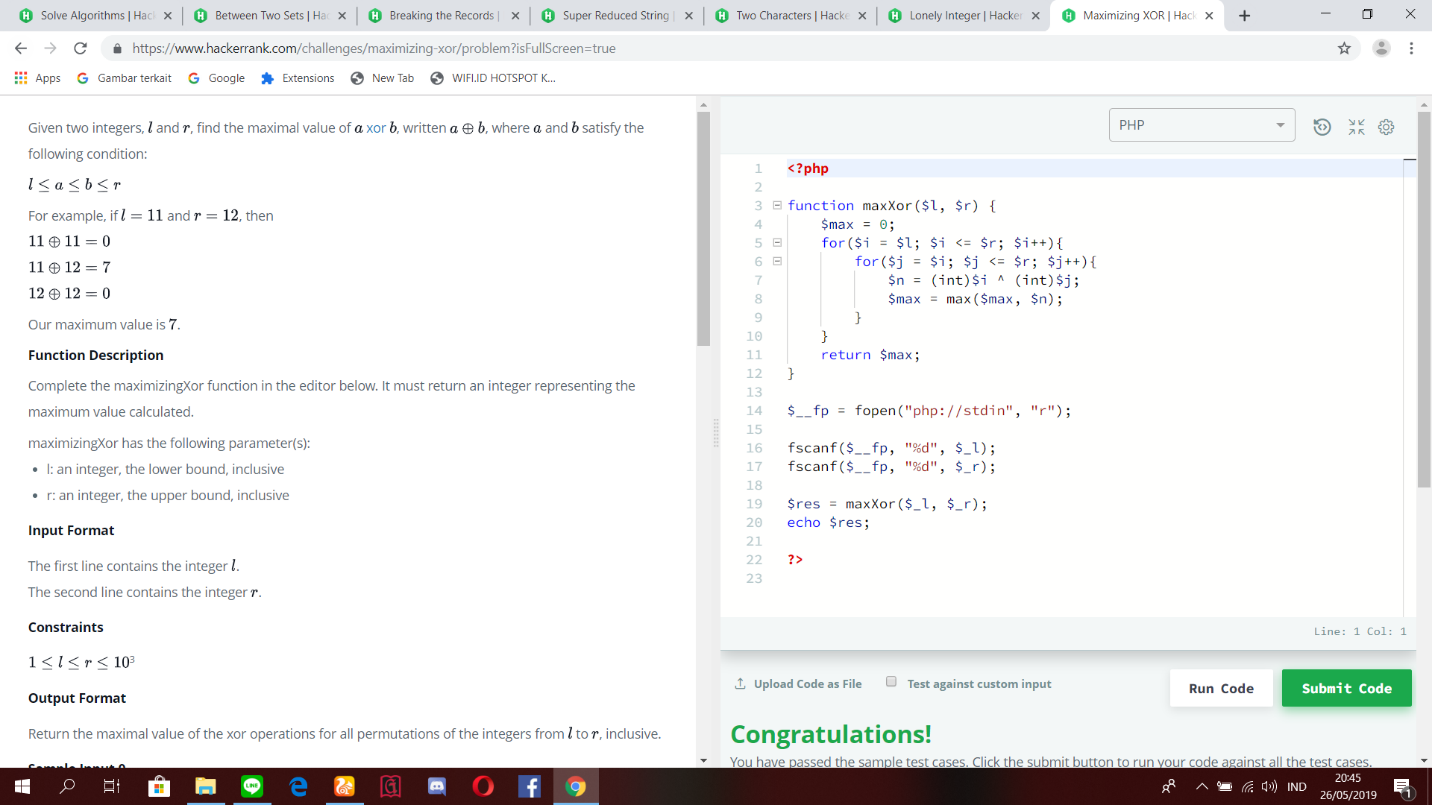 Solve Algorithms | Hac
Between Two Sets | Hac
Breaking the Records |
Super Reduced String |
Two Characters | Hacke
Lonely Integer | Hacker
Maximizing XOR | Hack
https://www.hackerrank.com/challenges/maximizing-xor/problem?isFullScreen=true
Apps
Gambar terkait
Google
Extensions
New Tab
WIFI.ID HOTSPOT K...
Given two integers, l and r, find the maximal value of a xor b, written a ⊕ b, where a and b satisfy the
following condition:
l ≤ a ≤ b ≤ r
For example, if l = 11 and r = 12, then
11 ⊕ 11 = 0
11 ⊕ 12 = 7
12 ⊕ 12 = 0
Our maximum value is 7.
Function Description
Complete the maximizingXor function in the editor below. It must return an integer representing the
maximum value calculated.
maximizingXor has the following parameter(s):
• l: an integer, the lower bound, inclusive
• r: an integer, the upper bound, inclusive
Input Format
The first line contains the integer l.
The second line contains the integer r.
Constraints
1 ≤ l ≤ r ≤ 10³
Output Format
Return the maximal value of the xor operations for all permutations of the integers from l to r, inclusive.
Sample Input 0
PHP
1 <?php
2
3 function maxXor($l, $r) {
4     $max = 0;
5     for($i = $l; $i <= $r; $i++){
6         for($j = $i; $j <= $r; $j++){
7             $n = (int)$i ^ (int)$j;
8             $max = max($max, $n);
9         }
10     }
11     return $max;
12 }
13
14 $__fp = fopen("php://stdin", "r");
15
16 fscanf($__fp, "%d", $_l);
17 fscanf($__fp, "%d", $_r);
18
19 $res = maxXor($_l, $_r);
20 echo $res;
21
22 ?>
23
Line: 1 Col: 1
Upload Code as File
Test against custom input
Run Code
Submit Code
Congratulations!
You have passed the sample test cases. Click the submit button to run your code against all the test cases.
LINE
IND
20:45
26/05/2019
1